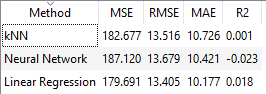 Method MSE RMSE MAE R2
kNN 182.677 13.516 10.726 0.001
Neural Network 187.120 13.679 10.421 -0.023
Linear Regression 179.691 13.405 10.177 0.018